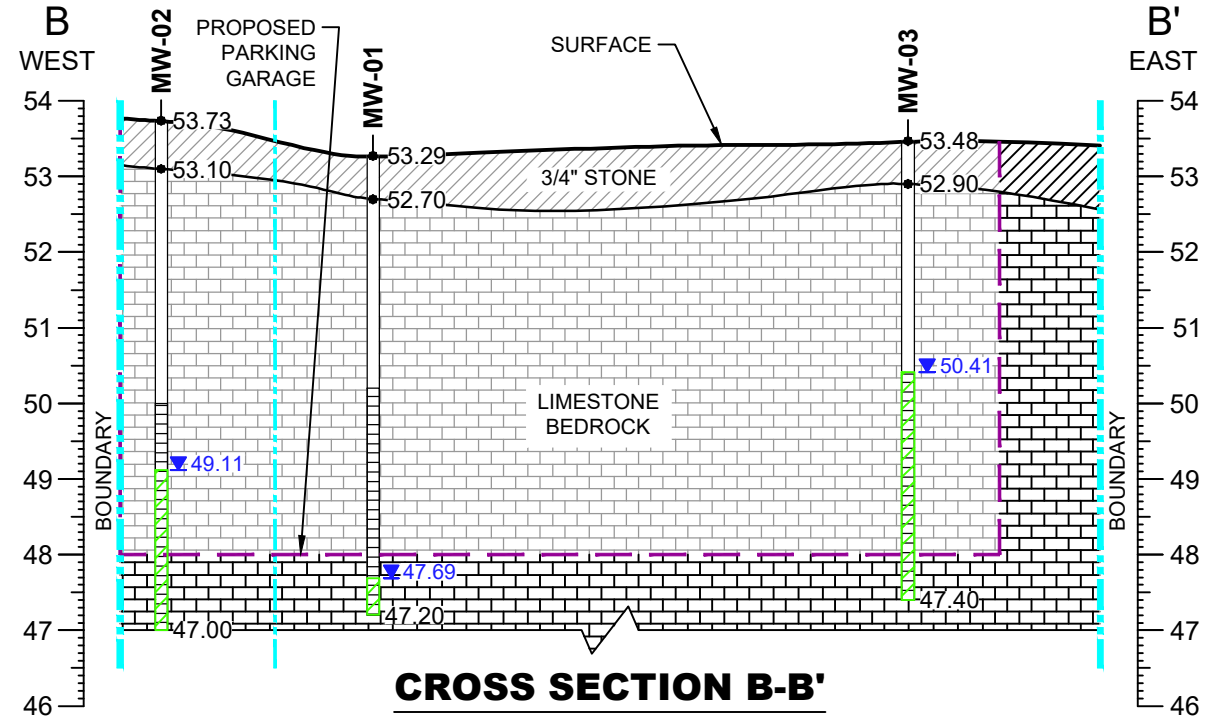 B
WEST
MW-02
PROPOSED
PARKING
GARAGE
MW-01
SURFACE
MW-03
B'
EAST
54
53
52
51
50
49
48
47
46
53.73
53.10
53.29
52.70
3/4" STONE
53.48
52.90
LIMESTONE
BEDROCK
50.41
49.11
47.69
47.00
47.20
47.40
BOUNDARY
BOUNDARY
54
53
52
51
50
49
48
47
46
CROSS SECTION B-B'